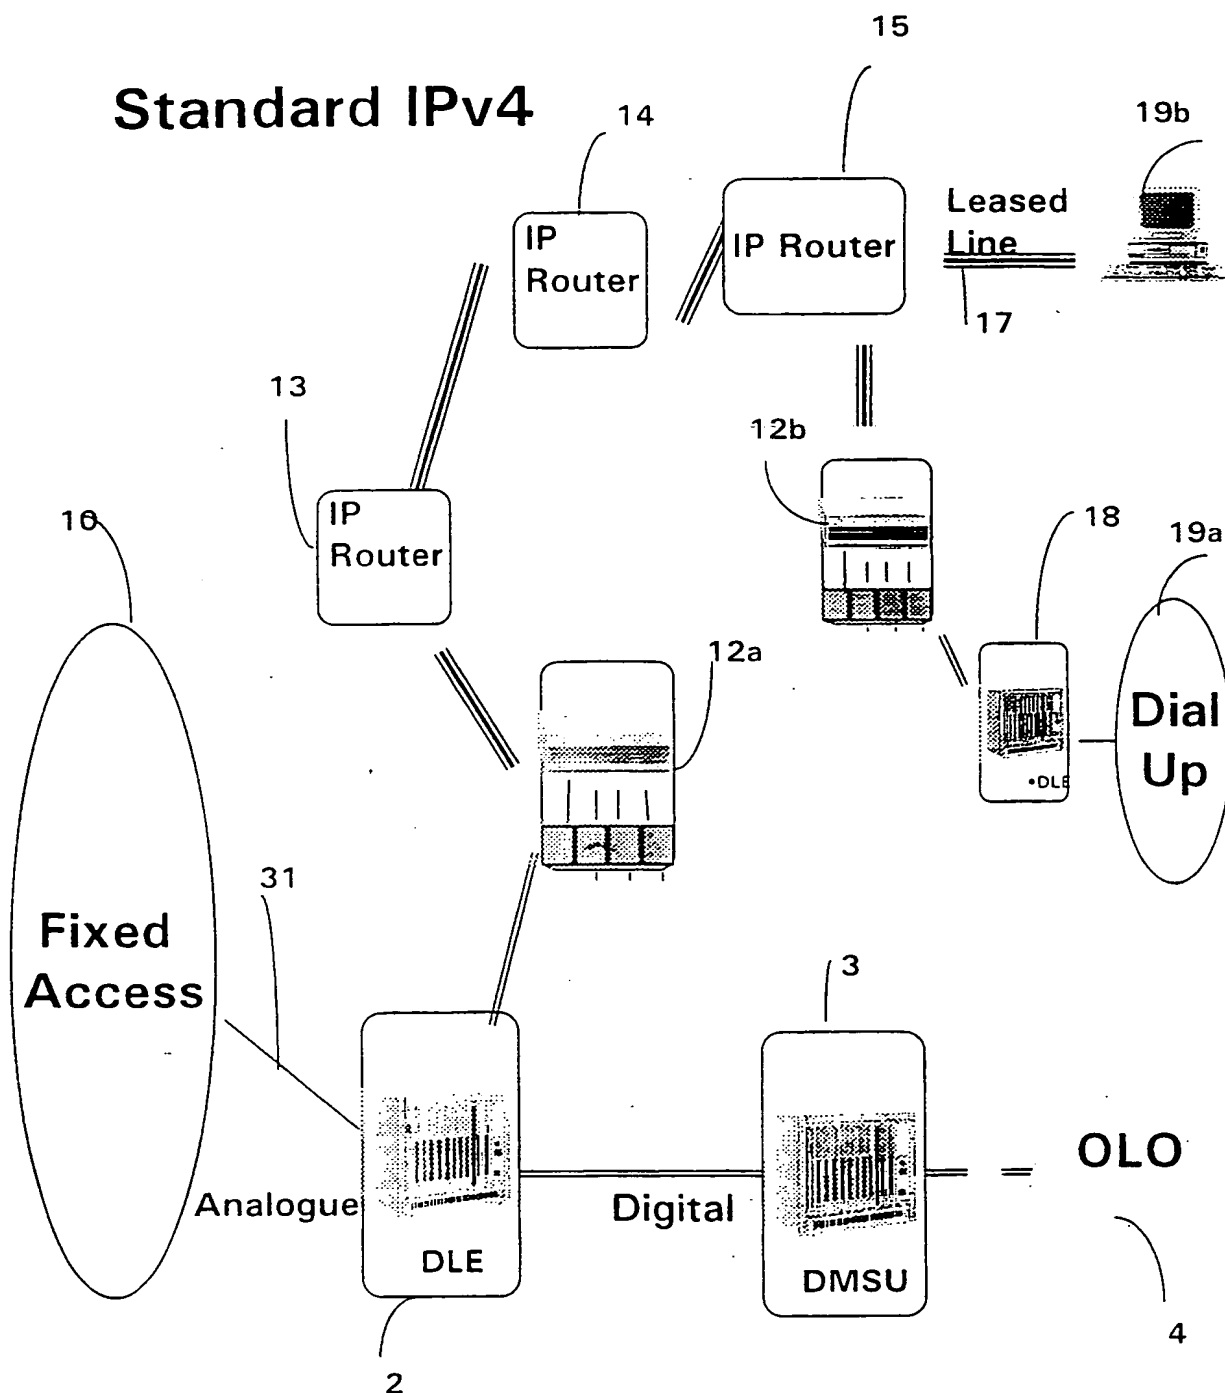 15
Standard IPv4
14
19b
Leased
Line
IP
Router
IP Router
17
13
12b
IP
Router
10
18
19a
12a
Dial
Up
•DLE
31
Fixed
Access
3
OLO
Analogue
Digital
DLE
DMSU
4
2